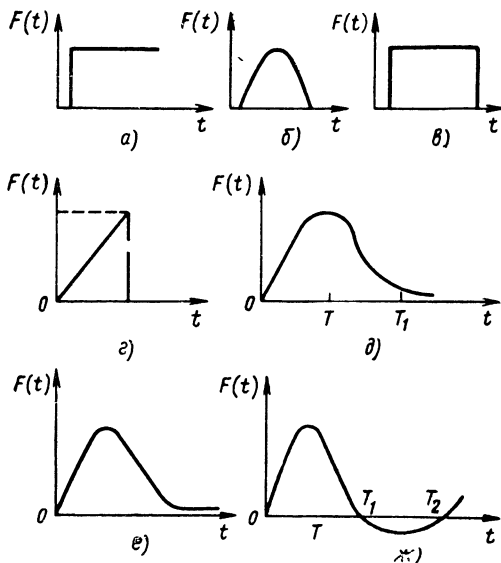 F(t) F(t) F(t)
t t t
а) б) в)
F(t) F(t)
0 t 0 T T₁ t
г) д)
F(t) F(t)
0 t 0 T T₁ T₂ t
е) ж)